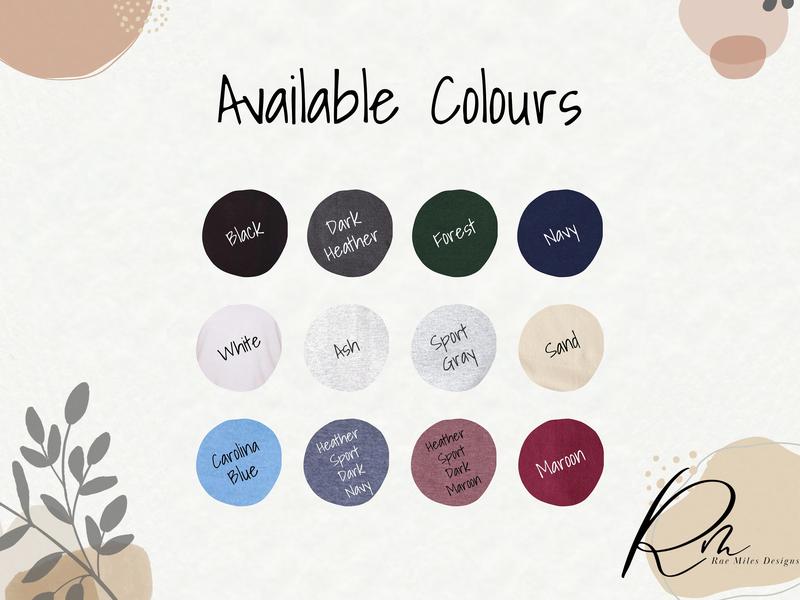 Available Colours
Black
Dark
Heather
Forest
Navy
White
Ash
Sport
Gray
Sand
Carolina
Blue
Heather
Sport
Dark
Navy
Heather
Sport
Dark
Maroon
Maroon
Rm
Rae Miles Designs